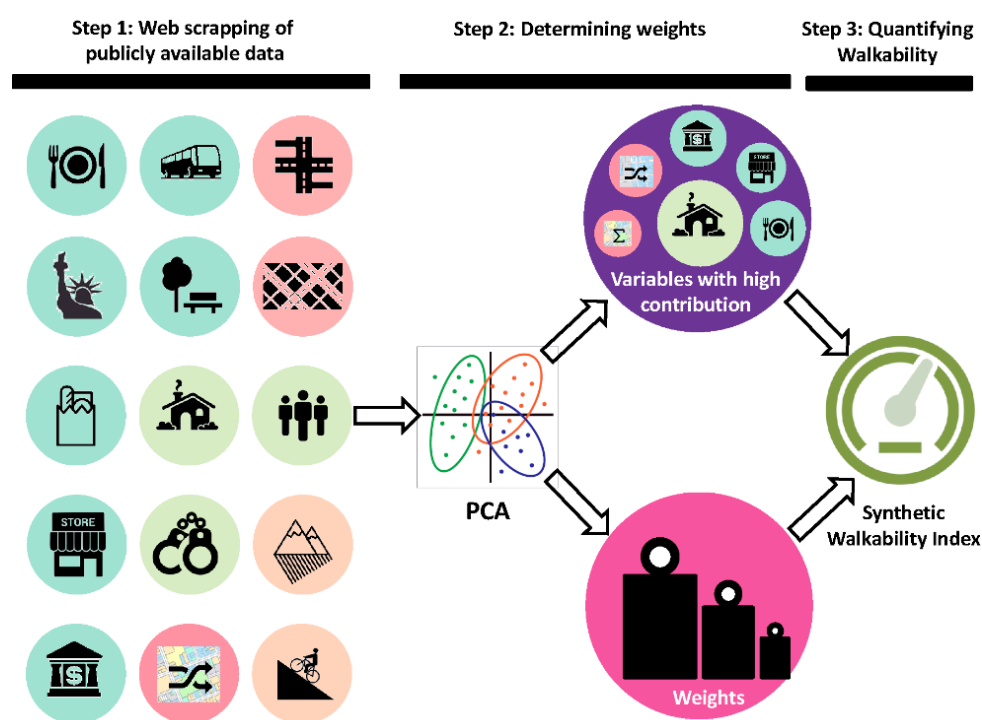 Step 1: Web scrapping of
publicly available data
Step 2: Determining weights
Step 3: Quantifying
Walkability
STORE
$
PCA
$
STORE
Σ
Variables with high
contribution
Weights
Synthetic
Walkability Index